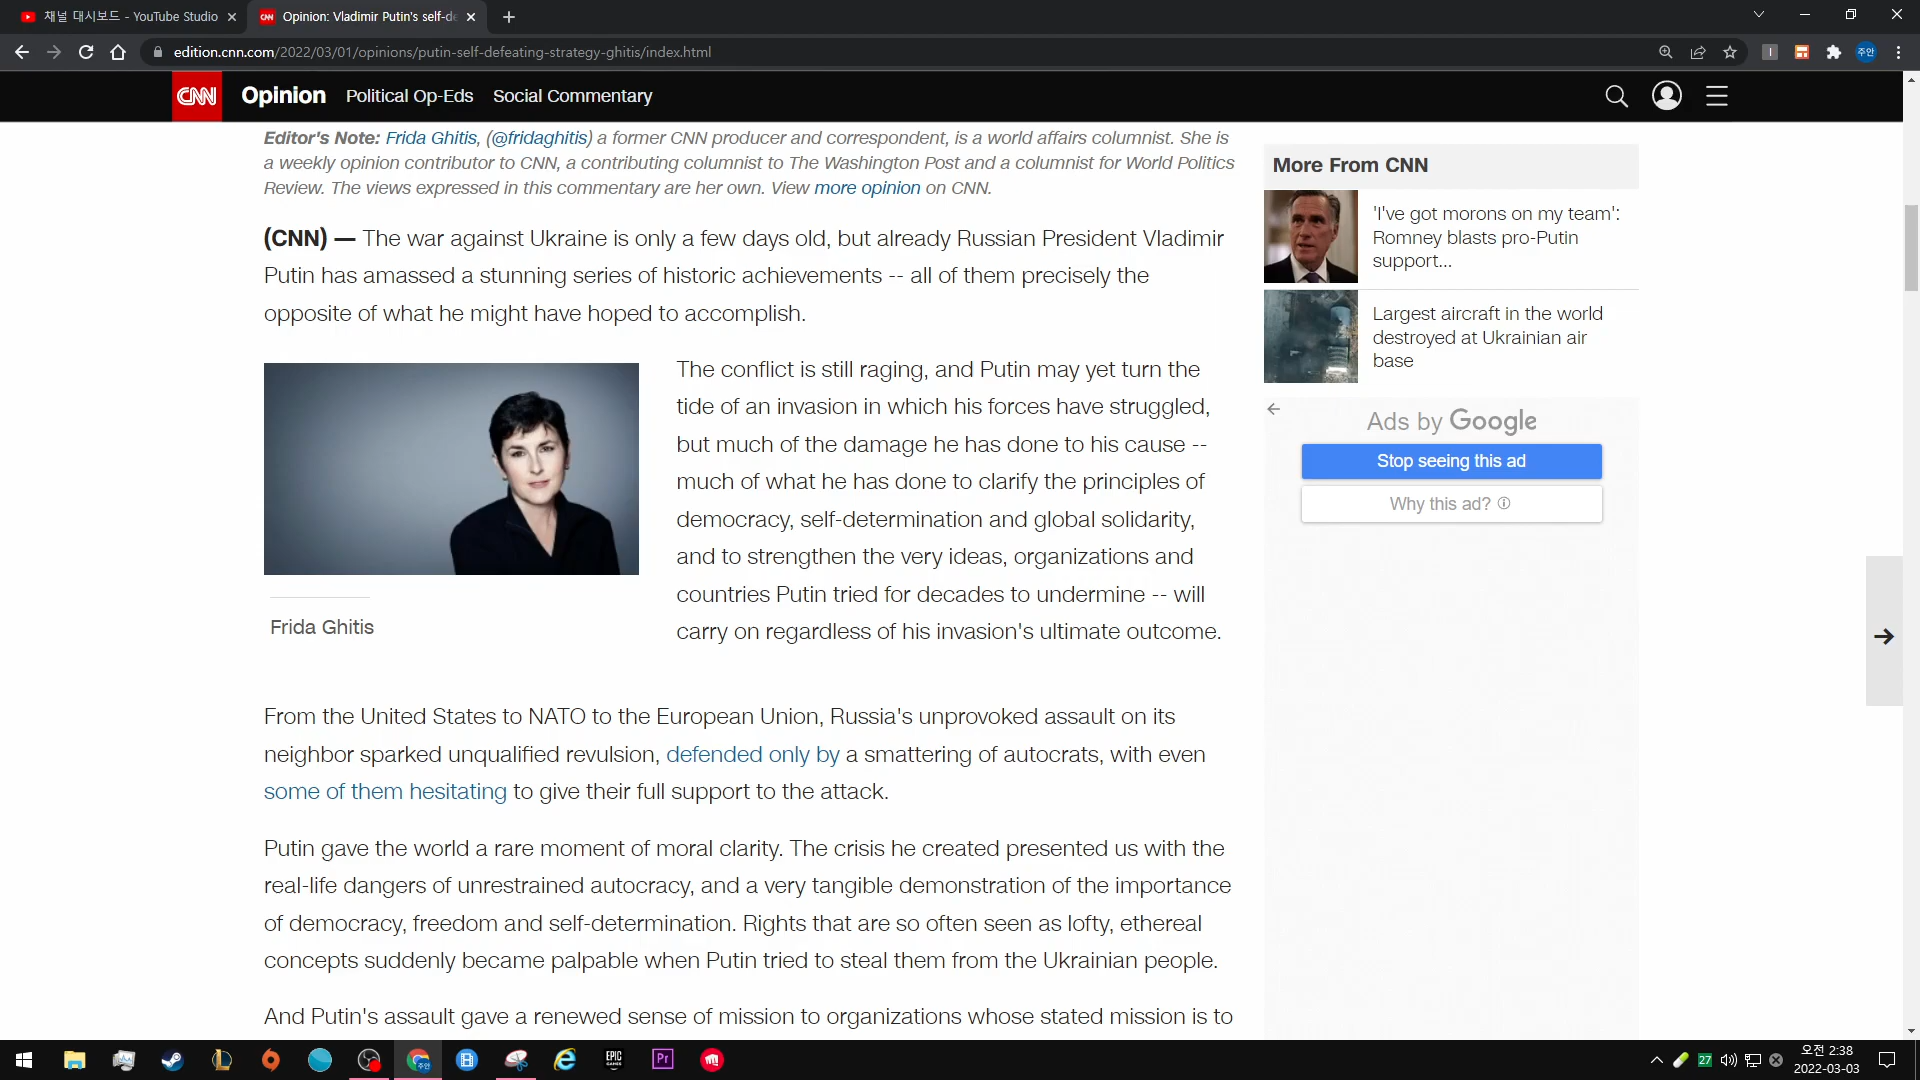 채널 대시보드 - YouTube Studio
Opinion: Vladimir Putin's self-de
edition.cnn.com/2022/03/01/opinions/putin-self-defeating-strategy-ghitis/index.html
주안
CNN Opinion Political Op-Eds Social Commentary
Editor's Note: Frida Ghitis, (@fridaghitis) a former CNN producer and correspondent, is a world affairs columnist. She is
a weekly opinion contributor to CNN, a contributing columnist to The Washington Post and a columnist for World Politics
Review. The views expressed in this commentary are her own. View more opinion on CNN.
(CNN) — The war against Ukraine is only a few days old, but already Russian President Vladimir
Putin has amassed a stunning series of historic achievements -- all of them precisely the
opposite of what he might have hoped to accomplish.
Frida Ghitis
The conflict is still raging, and Putin may yet turn the
tide of an invasion in which his forces have struggled,
but much of the damage he has done to his cause --
much of what he has done to clarify the principles of
democracy, self-determination and global solidarity,
and to strengthen the very ideas, organizations and
countries Putin tried for decades to undermine -- will
carry on regardless of his invasion's ultimate outcome.
From the United States to NATO to the European Union, Russia's unprovoked assault on its
neighbor sparked unqualified revulsion, defended only by a smattering of autocrats, with even
some of them hesitating to give their full support to the attack.
Putin gave the world a rare moment of moral clarity. The crisis he created presented us with the
real-life dangers of unrestrained autocracy, and a very tangible demonstration of the importance
of democracy, freedom and self-determination. Rights that are so often seen as lofty, ethereal
concepts suddenly became palpable when Putin tried to steal them from the Ukrainian people.
And Putin's assault gave a renewed sense of mission to organizations whose stated mission is to
More From CNN
'I've got morons on my team':
Romney blasts pro-Putin
support...
Largest aircraft in the world
destroyed at Ukrainian air
base
Ads by Google
Stop seeing this ad
Why this ad?
주안
EPIC
GAMES
Pr
27
오전 2:38
2022-03-03